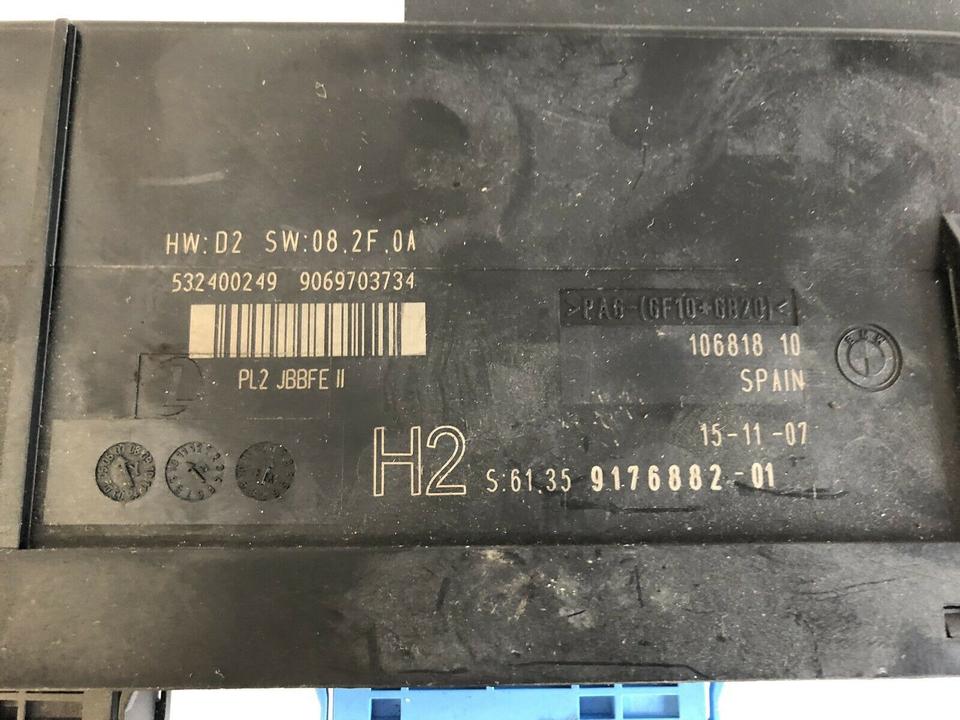 HW:D2 SW:08.2F.0A
532400249 9069703734
PL2 JBBFE II
>PA6-(GF10+GB20)<
106818 10
SPAIN
BMW
15-11-07
H2
S:61.35 9176882-01